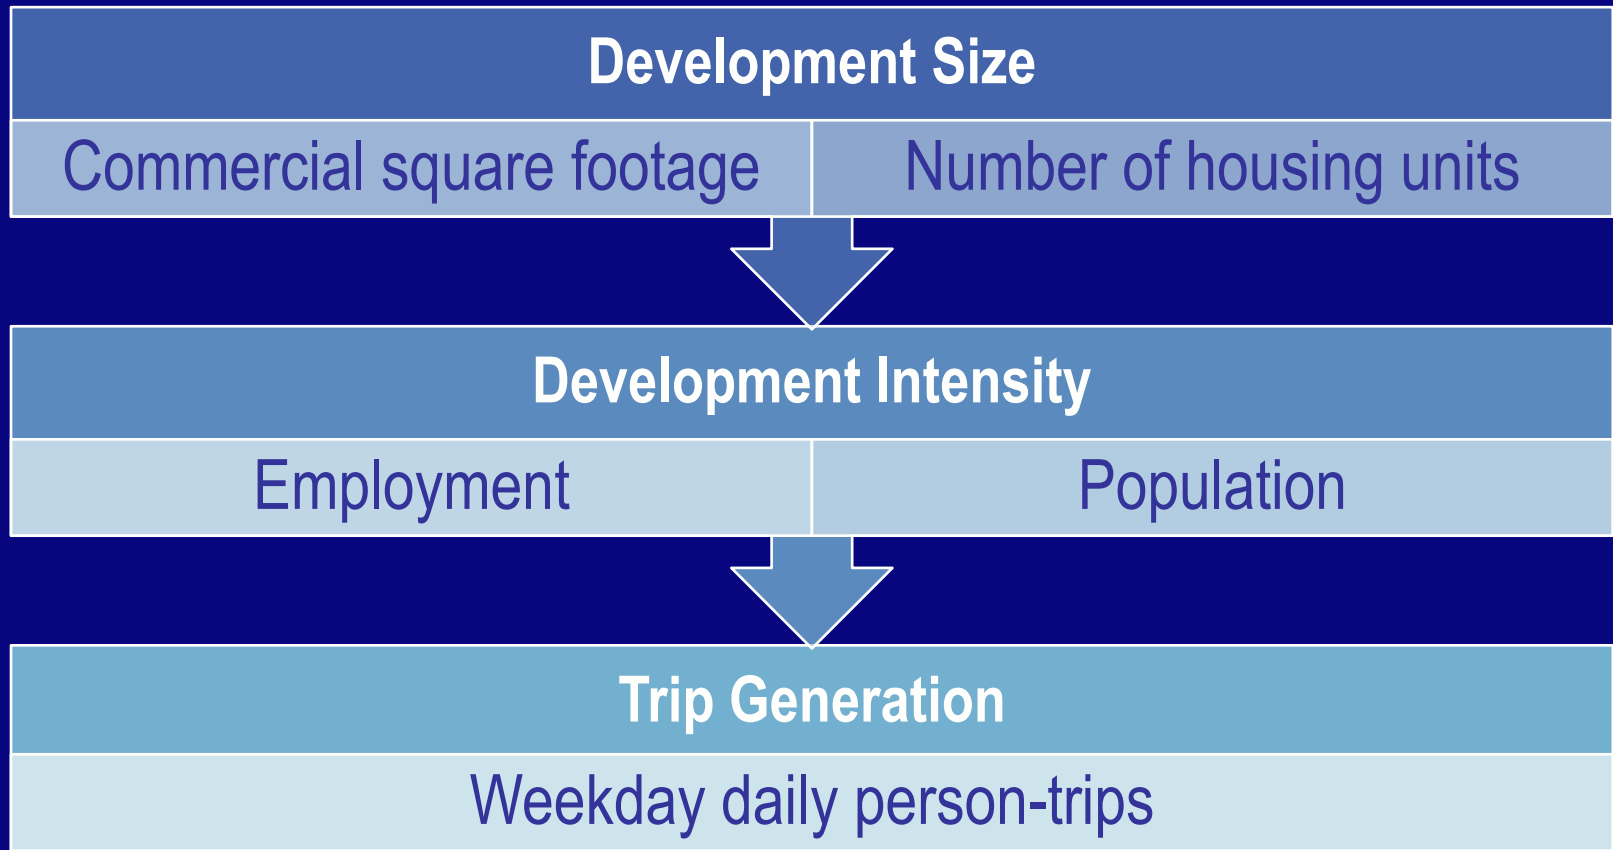 Development Size
Commercial square footage
Number of housing units
Development Intensity
Employment
Population
Trip Generation
Weekday daily person-trips